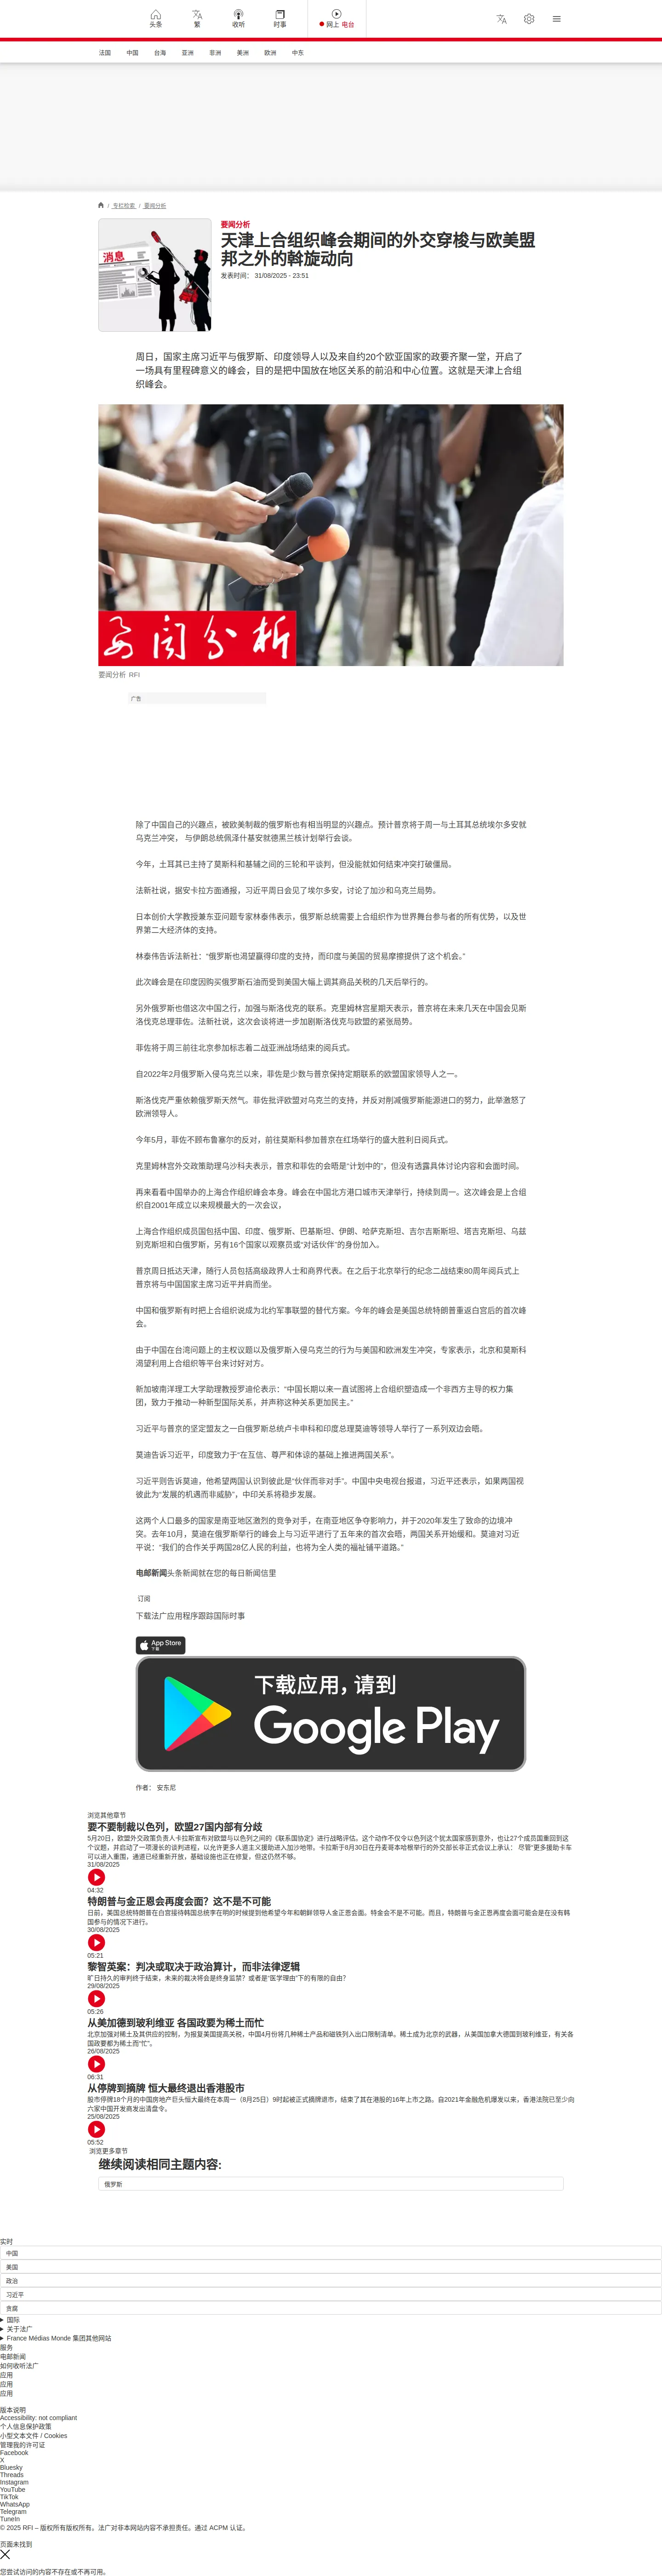 头条
繁
收听
时事
网上 电台
法国 中国 台海 亚洲 非洲 美洲 欧洲 中东
/ 专栏检索 / 要闻分析
消息
要闻分析
天津上合组织峰会期间的外交穿梭与欧美盟
邦之外的斡旋动向
发表时间： 31/08/2025 - 23:51
周日，国家主席习近平与俄罗斯、印度领导人以及来自约20个欧亚国家的政要齐聚一堂，开启了
一场具有里程碑意义的峰会，目的是把中国放在地区关系的前沿和中心位置。这就是天津上合组
织峰会。
要闻分析
要闻分析 RFI
广告
除了中国自己的兴趣点，被欧美制裁的俄罗斯也有相当明显的兴趣点。预计普京将于周一与土耳其总统埃尔多安就
乌克兰冲突， 与伊朗总统佩泽什基安就德黑兰核计划举行会谈。
今年，土耳其已主持了莫斯科和基辅之间的三轮和平谈判，但没能就如何结束冲突打破僵局。
法新社说，据安卡拉方面通报，习近平周日会见了埃尔多安，讨论了加沙和乌克兰局势。
日本创价大学教授兼东亚问题专家林泰伟表示，俄罗斯总统需要上合组织作为世界舞台参与者的所有优势，以及世
界第二大经济体的支持。
林泰伟告诉法新社：“俄罗斯也渴望赢得印度的支持，而印度与美国的贸易摩擦提供了这个机会。”
此次峰会是在印度因购买俄罗斯石油而受到美国大幅上调其商品关税的几天后举行的。
另外俄罗斯也借这次中国之行，加强与斯洛伐克的联系。克里姆林宫星期天表示，普京将在未来几天在中国会见斯
洛伐克总理菲佐。法新社说，这次会谈将进一步加剧斯洛伐克与欧盟的紧张局势。
菲佐将于周三前往北京参加标志着二战亚洲战场结束的阅兵式。
自2022年2月俄罗斯入侵乌克兰以来，菲佐是少数与普京保持定期联系的欧盟国家领导人之一。
斯洛伐克严重依赖俄罗斯天然气。菲佐批评欧盟对乌克兰的支持，并反对削减俄罗斯能源进口的努力，此举激怒了
欧洲领导人。
今年5月，菲佐不顾布鲁塞尔的反对，前往莫斯科参加普京在红场举行的盛大胜利日阅兵式。
克里姆林宫外交政策助理乌沙科夫表示，普京和菲佐的会晤是“计划中的”，但没有透露具体讨论内容和会面时间。
再来看看中国举办的上海合作组织峰会本身。峰会在中国北方港口城市天津举行，持续到周一。这次峰会是上合组
织自2001年成立以来规模最大的一次会议，
上海合作组织成员国包括中国、印度、俄罗斯、巴基斯坦、伊朗、哈萨克斯坦、吉尔吉斯斯坦、塔吉克斯坦、乌兹
别克斯坦和白俄罗斯，另有16个国家以观察员或“对话伙伴”的身份加入。
普京周日抵达天津，随行人员包括高级政界人士和商界代表。在之后于北京举行的纪念二战结束80周年阅兵式上
普京将与中国国家主席习近平并肩而坐。
中国和俄罗斯有时把上合组织说成为北约军事联盟的替代方案。今年的峰会是美国总统特朗普重返白宫后的首次峰
会。
由于中国在台湾问题上的主权议题以及俄罗斯入侵乌克兰的行为与美国和欧洲发生冲突，专家表示，北京和莫斯科
渴望利用上合组织等平台来讨好对方。
新加坡南洋理工大学助理教授罗迪伦表示：“中国长期以来一直试图将上合组织塑造成一个非西方主导的权力集
团，致力于推动一种新型国际关系，并声称这种关系更加民主。”
习近平与普京的坚定盟友之一白俄罗斯总统卢卡申科和印度总理莫迪等领导人举行了一系列双边会晤。
莫迪告诉习近平，印度致力于“在互信、尊严和体谅的基础上推进两国关系”。
习近平则告诉莫迪，他希望两国认识到彼此是“伙伴而非对手”。中国中央电视台报道，习近平还表示，如果两国视
彼此为“发展的机遇而非威胁”，中印关系将稳步发展。
这两个人口最多的国家是南亚地区激烈的竞争对手，在南亚地区争夺影响力，并于2020年发生了致命的边境冲
突。去年10月，莫迪在俄罗斯举行的峰会上与习近平进行了五年来的首次会晤，两国关系开始缓和。莫迪对习近
平说：“我们的合作关乎两国28亿人民的利益，也将为全人类的福祉铺平道路。”
电邮新闻头条新闻就在您的每日新闻信里
订阅
下载法广应用程序跟踪国际时事
App Store
下载
下载应用，请到
Google Play
作者： 安东尼
浏览其他章节
要不要制裁以色列，欧盟27国内部有分歧
5月20日，欧盟外交政策负责人卡拉斯宣布对欧盟与以色列之间的《联系国协定》进行战略评估。这个动作不仅令以色列这个犹太国家感到意外，也让27个成员国重回到这
个议题，并启动了一项漫长的谈判进程，以允许更多人道主义援助进入加沙地带。卡拉斯于8月30日在丹麦哥本哈根举行的外交部长非正式会议上承认： 尽管“更多援助卡车
可以进入重围，通道已经重新开放，基础设施也正在修复，但这仍然不够。
31/08/2025
04:32
特朗普与金正恩会再度会面？这不是不可能
日前，美国总统特朗普在白宫接待韩国总统李在明的时候提到他希望今年和朝鲜领导人金正恩会面。特金会不是不可能。而且，特朗普与金正恩再度会面可能会是在没有韩
国参与的情况下进行。
30/08/2025
05:21
黎智英案：判决或取决于政治算计，而非法律逻辑
旷日持久的审判终于结束，未来的裁决将会是终身监禁？或者是“医学理由”下的有限的自由？
29/08/2025
05:26
从美加德到玻利维亚 各国政要为稀土而忙
北京加强对稀土及其供应的控制，为报复美国提高关税，中国4月份将几种稀土产品和磁铁列入出口限制清单。稀土成为北京的武器，从美国加拿大德国到玻利维亚，有关各
国政要都为稀土而“忙”。
26/08/2025
06:31
从停牌到摘牌 恒大最终退出香港股市
股市停牌18个月的中国房地产巨头恒大最终在本周一（8月25日）9时起被正式摘牌退市，结束了其在港股的16年上市之路。自2021年金融危机爆发以来，香港法院已至少向
六家中国开发商发出清盘令。
25/08/2025
05:52
浏览更多章节
继续阅读相同主题内容:
俄罗斯
实时
中国
美国
政治
习近平
贪腐
国际
关于法广
France Médias Monde 集团其他网站
服务
电邮新闻
如何收听法广
应用
应用
应用
版本说明
Accessibility: not compliant
个人信息保护政策
小型文本文件 / Cookies
管理我的许可证
Facebook
X
Bluesky
Threads
Instagram
YouTube
TikTok
WhatsApp
Telegram
TuneIn
© 2025 RFI – 版权所有版权所有。法广对非本网站内容不承担责任。通过 ACPM 认证。
页面未找到
您尝试访问的内容不存在或不再可用。